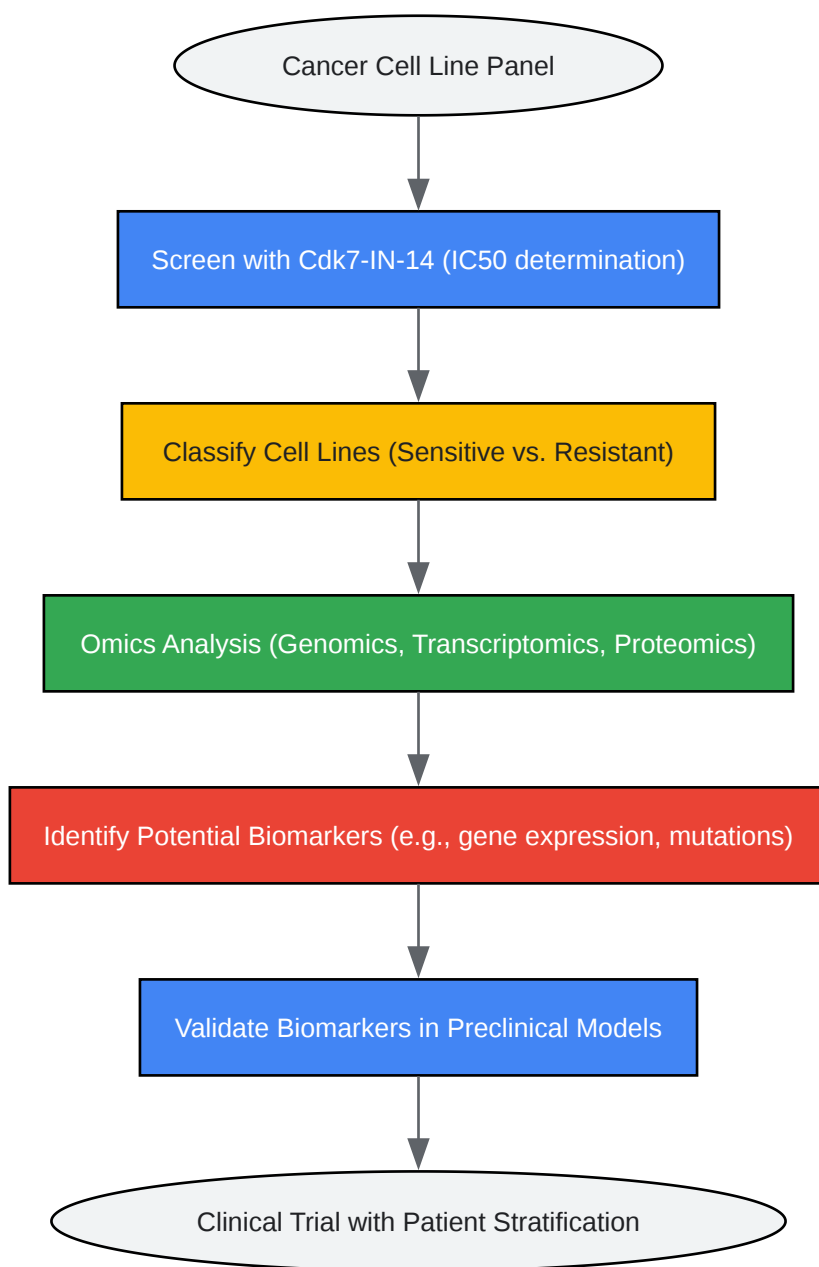 Cancer Cell Line Panel
Screen with Cdk7-IN-14 (IC50 determination)
Classify Cell Lines (Sensitive vs. Resistant)
Omics Analysis (Genomics, Transcriptomics, Proteomics)
Identify Potential Biomarkers (e.g., gene expression, mutations)
Validate Biomarkers in Preclinical Models
Clinical Trial with Patient Stratification